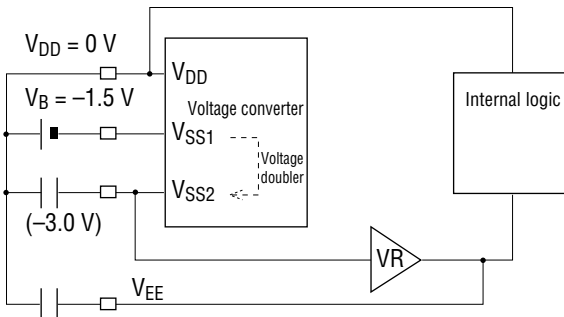 VDD = 0 V
VDD
VB = –1.5 V
Voltage converter
Internal logic
VSS1
Voltage
doubler
VSS2
(–3.0 V)
VR
VEE